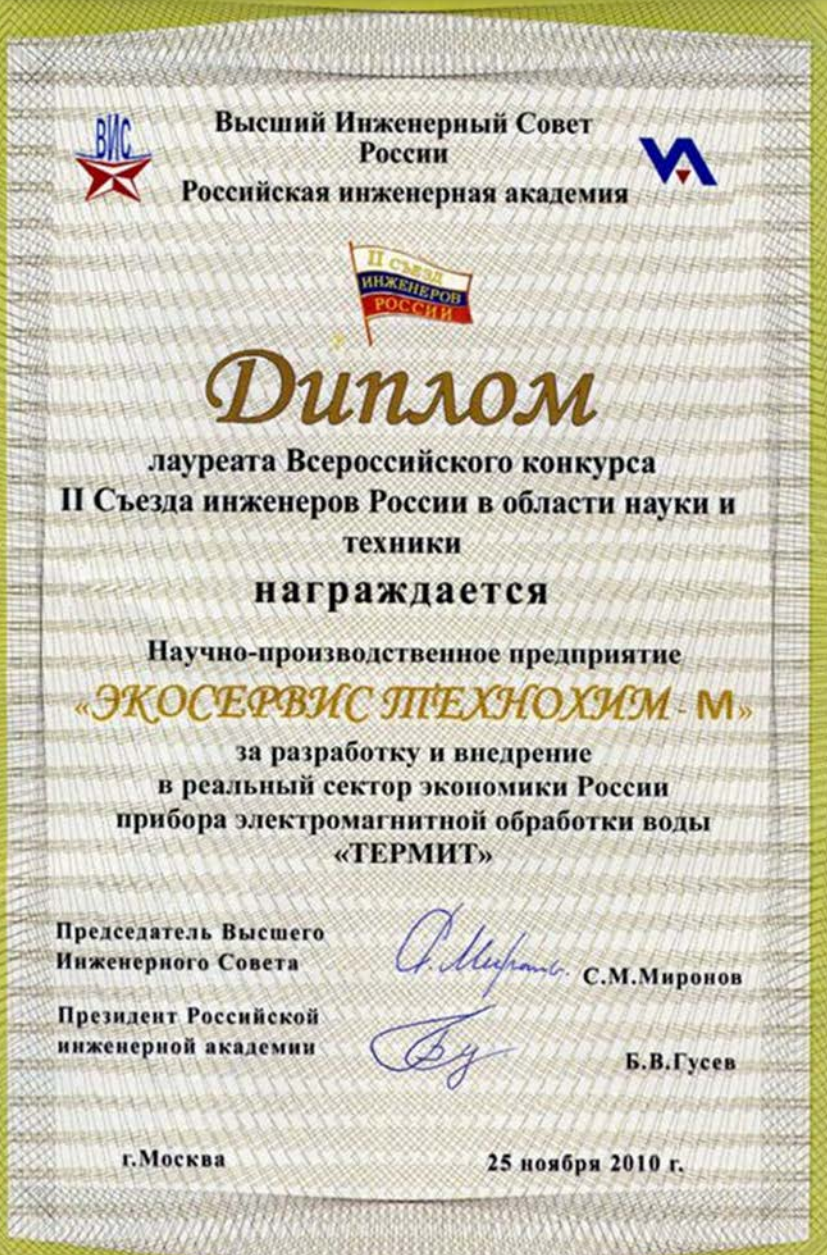 ВИС
Высший Инженерный Совет
России
Российская инженерная академия
II СЪЕЗД
ИНЖЕНЕРОВ
РОССИИ
Диплом
лауреата Всероссийского конкурса
II Съезда инженеров России в области науки и
техники
награждается
Научно-производственное предприятие
«ЭКОСЕРВИС ТЕХНОХИМ - М»
за разработку и внедрение
в реальный сектор экономики России
прибора электромагнитной обработки воды
«ТЕРМИТ»
Председатель Высшего
Инженерного Совета
С.М.Миронов
Президент Российской
инженерной академии
Б.В.Гусев
г.Москва
25 ноября 2010 г.